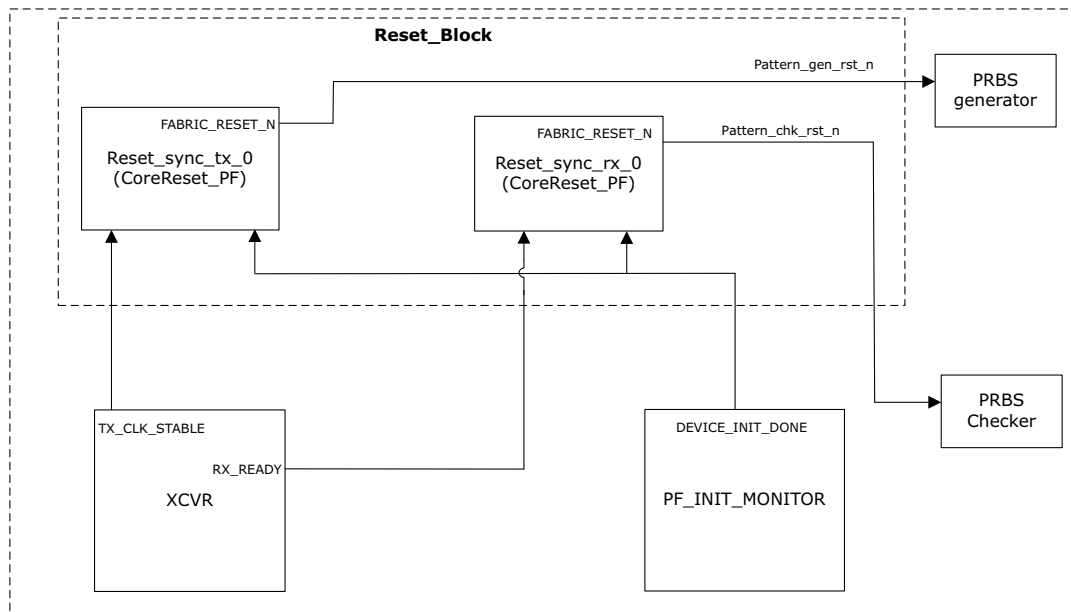 Reset_Block
Pattern_gen_rst_n
PRBS
generator
FABRIC_RESET_N
Reset_sync_tx_0
(CoreReset_PF)
FABRIC_RESET_N
Reset_sync_rx_0
(CoreReset_PF)
Pattern_chk_rst_n
PRBS
Checker
TX_CLK_STABLE
RX_READY
XCVR
DEVICE_INIT_DONE
PF_INIT_MONITOR